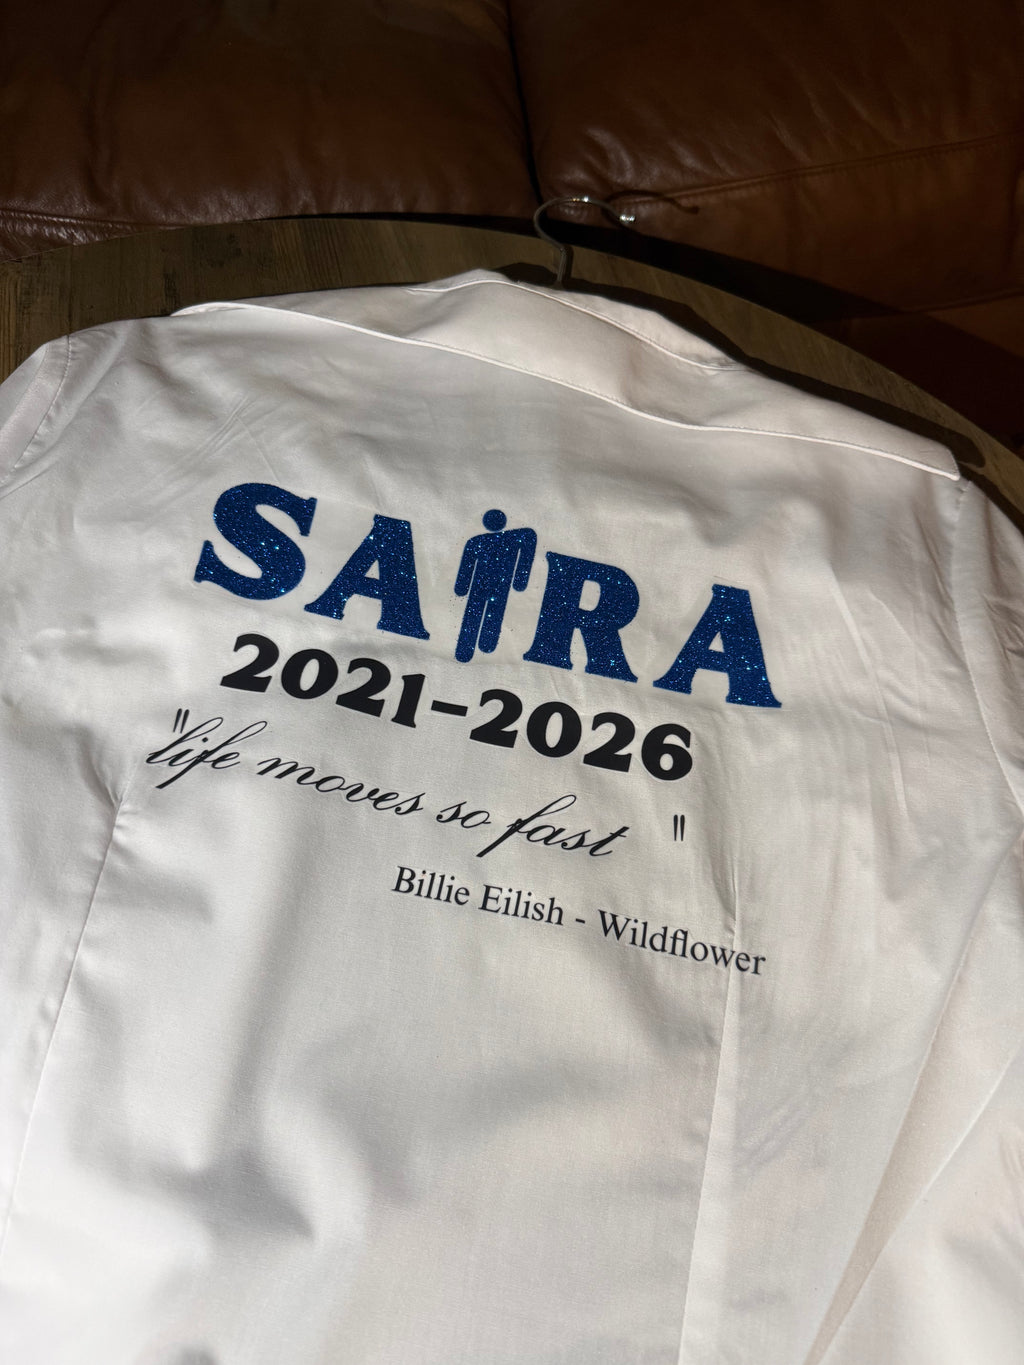 SAIRA
2021-2026
"life moves so fast "
Billie Eilish - Wildflower